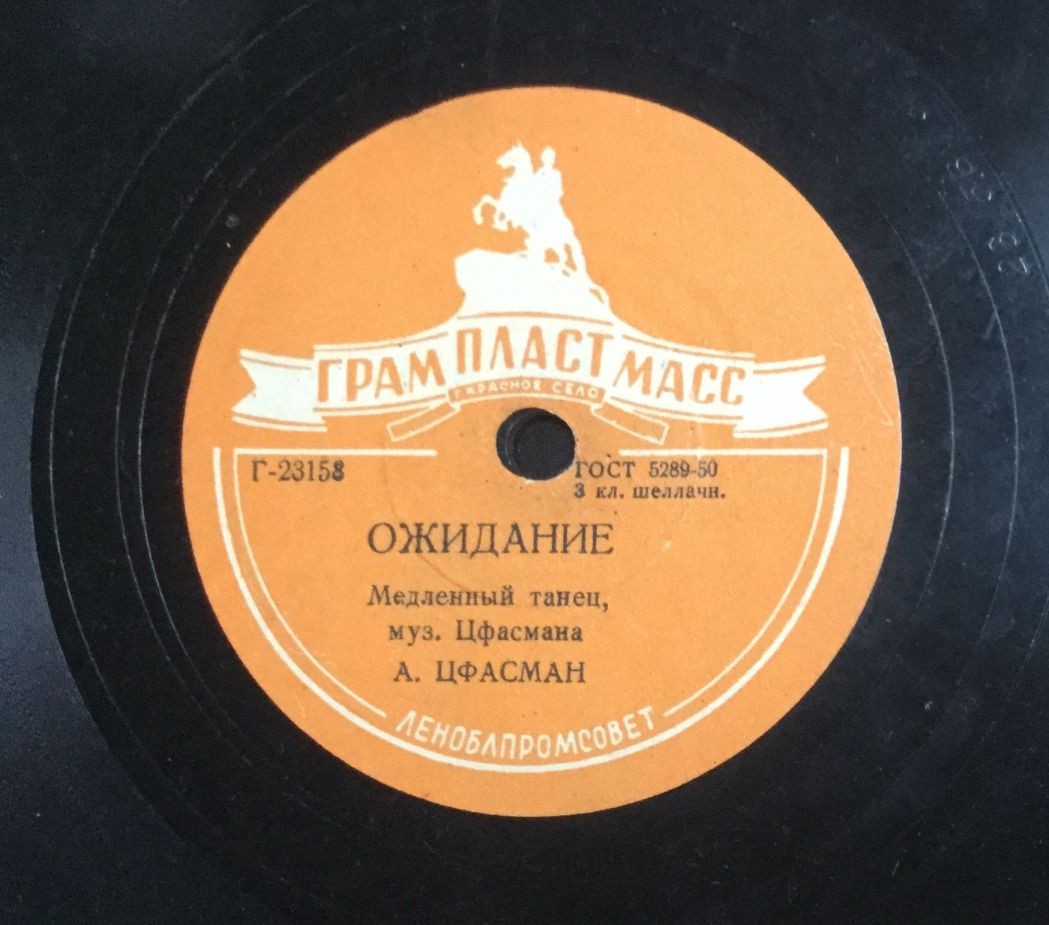 ГРАМ ПЛАСТ МАСС
г. КРАСНОЕ СЕЛО
Г-23158
ГОСТ 5289-50
3 кл. шеллачн.
ОЖИДАНИЕ
Медленный танец,
муз. Цфасмана
А. ЦФАСМАН
ЛЕНОБЛПРОМСОВЕТ